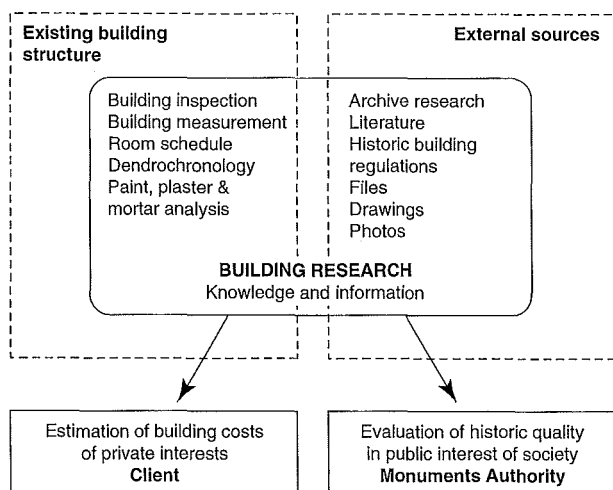 Existing building
structure
External sources
Building inspection
Building measurement
Room schedule
Dendrochronology
Paint, plaster &
mortar analysis
Archive research
Literature
Historic building
regulations
Files
Drawings
Photos
BUILDING RESEARCH
Knowledge and information
Estimation of building costs
of private interests
Client
Evaluation of historic quality
in public interest of society
Monuments Authority